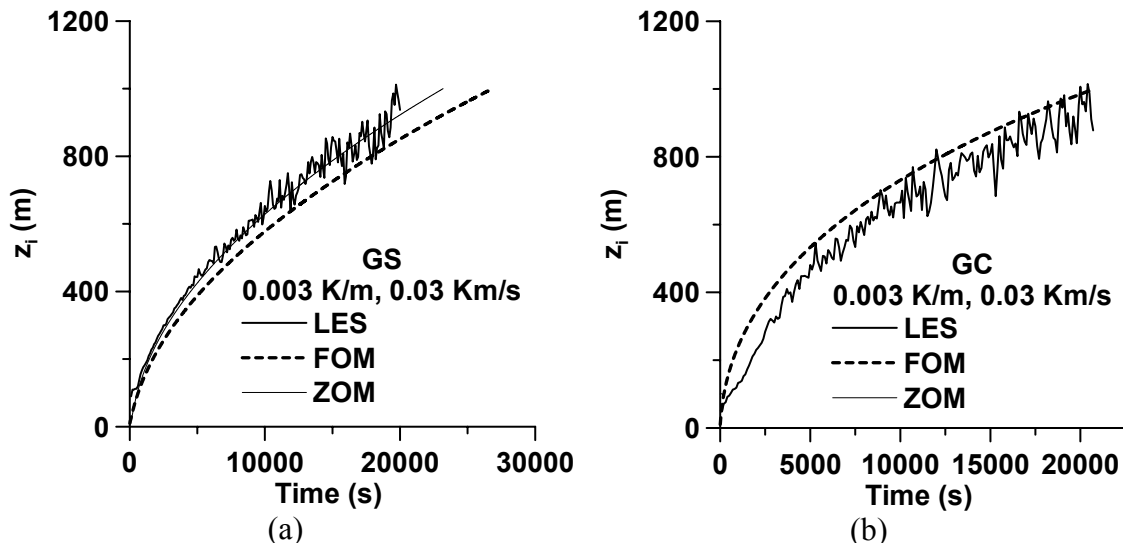 1200
800
400
0
z_i (m)
GS
0.003 K/m, 0.03 Km/s
LES
FOM
ZOM
0 10000 20000 30000
Time (s)
(a)
1200
800
400
0
z_i (m)
GC
0.003 K/m, 0.03 Km/s
LES
FOM
ZOM
0 5000 10000 15000 20000
Time (s)
(b)